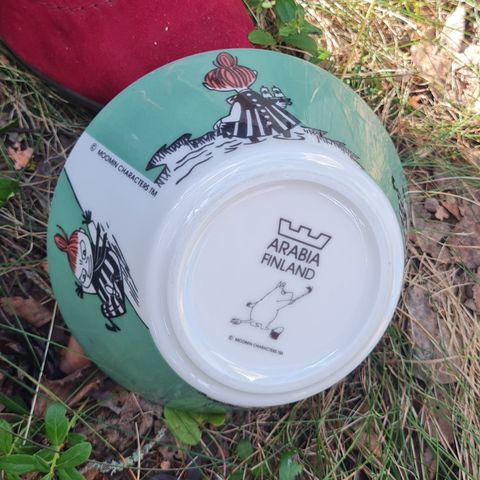 © MOOMIN CHARACTERS™
ARABIA
FINLAND
© MOOMIN CHARACTERS™